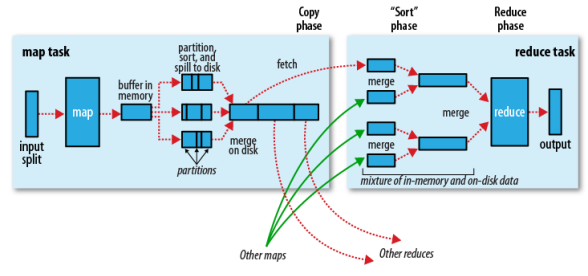 Copy
phase
“Sort”
phase
Reduce
phase
map task
partition,
sort, and
spill to disk
fetch
reduce task
buffer in
memory
map
merge
merge
reduce
input
split
merge
on disk
merge
output
partitions
mixture of in-memory and on-disk data
Other maps
Other reduces